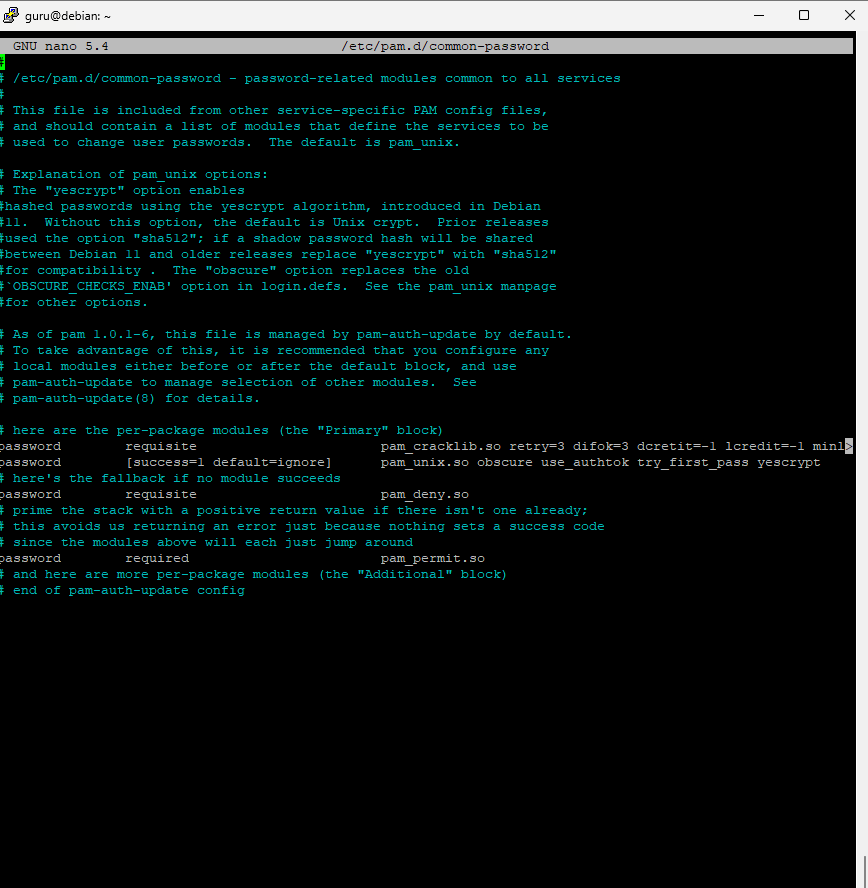 guru@debian: ~
GNU nano 5.4 /etc/pam.d/common-password
#
# /etc/pam.d/common-password - password-related modules common to all services
#
# This file is included from other service-specific PAM config files,
# and should contain a list of modules that define the services to be
# used to change user passwords.  The default is pam_unix.

# Explanation of pam_unix options:
# The "yescrypt" option enables
#hashed passwords using the yescrypt algorithm, introduced in Debian
#11.  Without this option, the default is Unix crypt.  Prior releases
#used the option "sha512"; if a shadow password hash will be shared
#between Debian 11 and older releases replace "yescrypt" with "sha512"
#for compatibility .  The "obscure" option replaces the old
#`OBSCURE_CHECKS_ENAB' option in login.defs.  See the pam_unix manpage
#for other options.

# As of pam 1.0.1-6, this file is managed by pam-auth-update by default.
# To take advantage of this, it is recommended that you configure any
# local modules either before or after the default block, and use
# pam-auth-update to manage selection of other modules.  See
# pam-auth-update(8) for details.

# here are the per-package modules (the "Primary" block)
password        requisite                       pam_cracklib.so retry=3 difok=3 dcretit=-1 lcredit=-1 minl>
password        [success=1 default=ignore]      pam_unix.so obscure use_authtok try_first_pass yescrypt
# here's the fallback if no module succeeds
password        requisite                       pam_deny.so
# prime the stack with a positive return value if there isn't one already;
# this avoids us returning an error just because nothing sets a success code
# since the modules above will each just jump around
password        required                        pam_permit.so
# and here are more per-package modules (the "Additional" block)
# end of pam-auth-update config